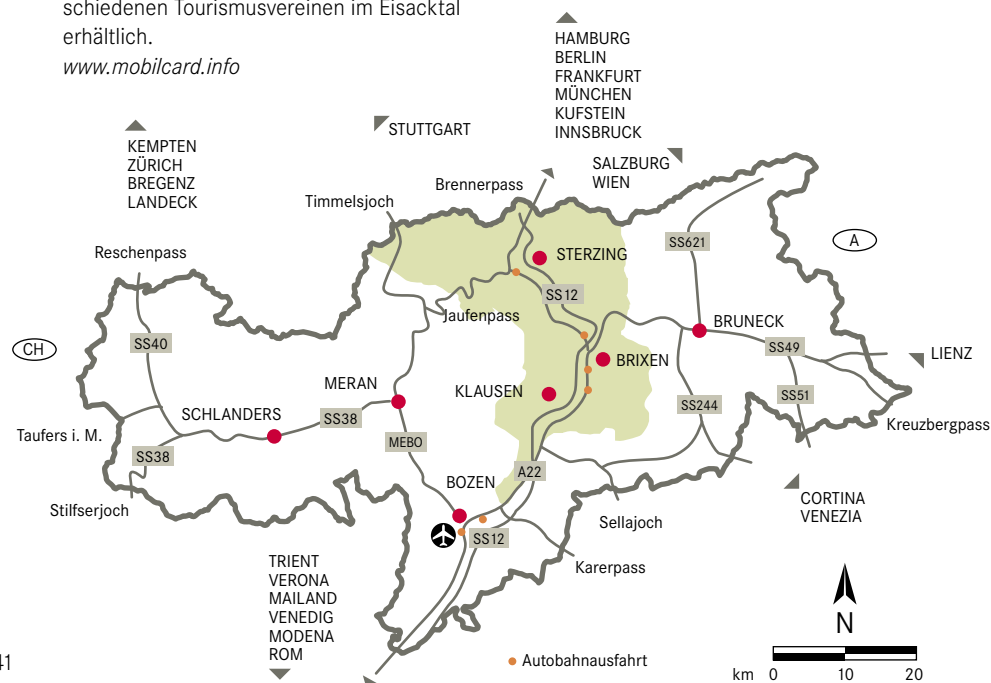 schiedenen Tourismusvereinen im Eisacktal
erhältlich.
www.mobilcard.info
HAMBURG
BERLIN
FRANKFURT
MÜNCHEN
KUFSTEIN
INNSBRUCK
STUTTGART
KEMPTEN
ZÜRICH
BREGENZ
LANDECK
SALZBURG
WIEN
Brennerpass
Timmelsjoch
Reschenpass
SS621
A
STERZING
SS12
Jaufenpass
BRUNECK
CH
SS40
SS49
LIENZ
BRIXEN
MERAN
KLAUSEN
SS51
SS244
SCHLANDERS
SS38
Kreuzbergpass
Taufers i. M.
MEBO
SS38
A22
BOZEN
Stilfserjoch
CORTINA
VENEZIA
Sellajoch
SS12
Karerpass
TRIENT
VERONA
MAILAND
VENEDIG
MODENA
ROM
N
Autobahnausfahrt
41
km 0 10 20